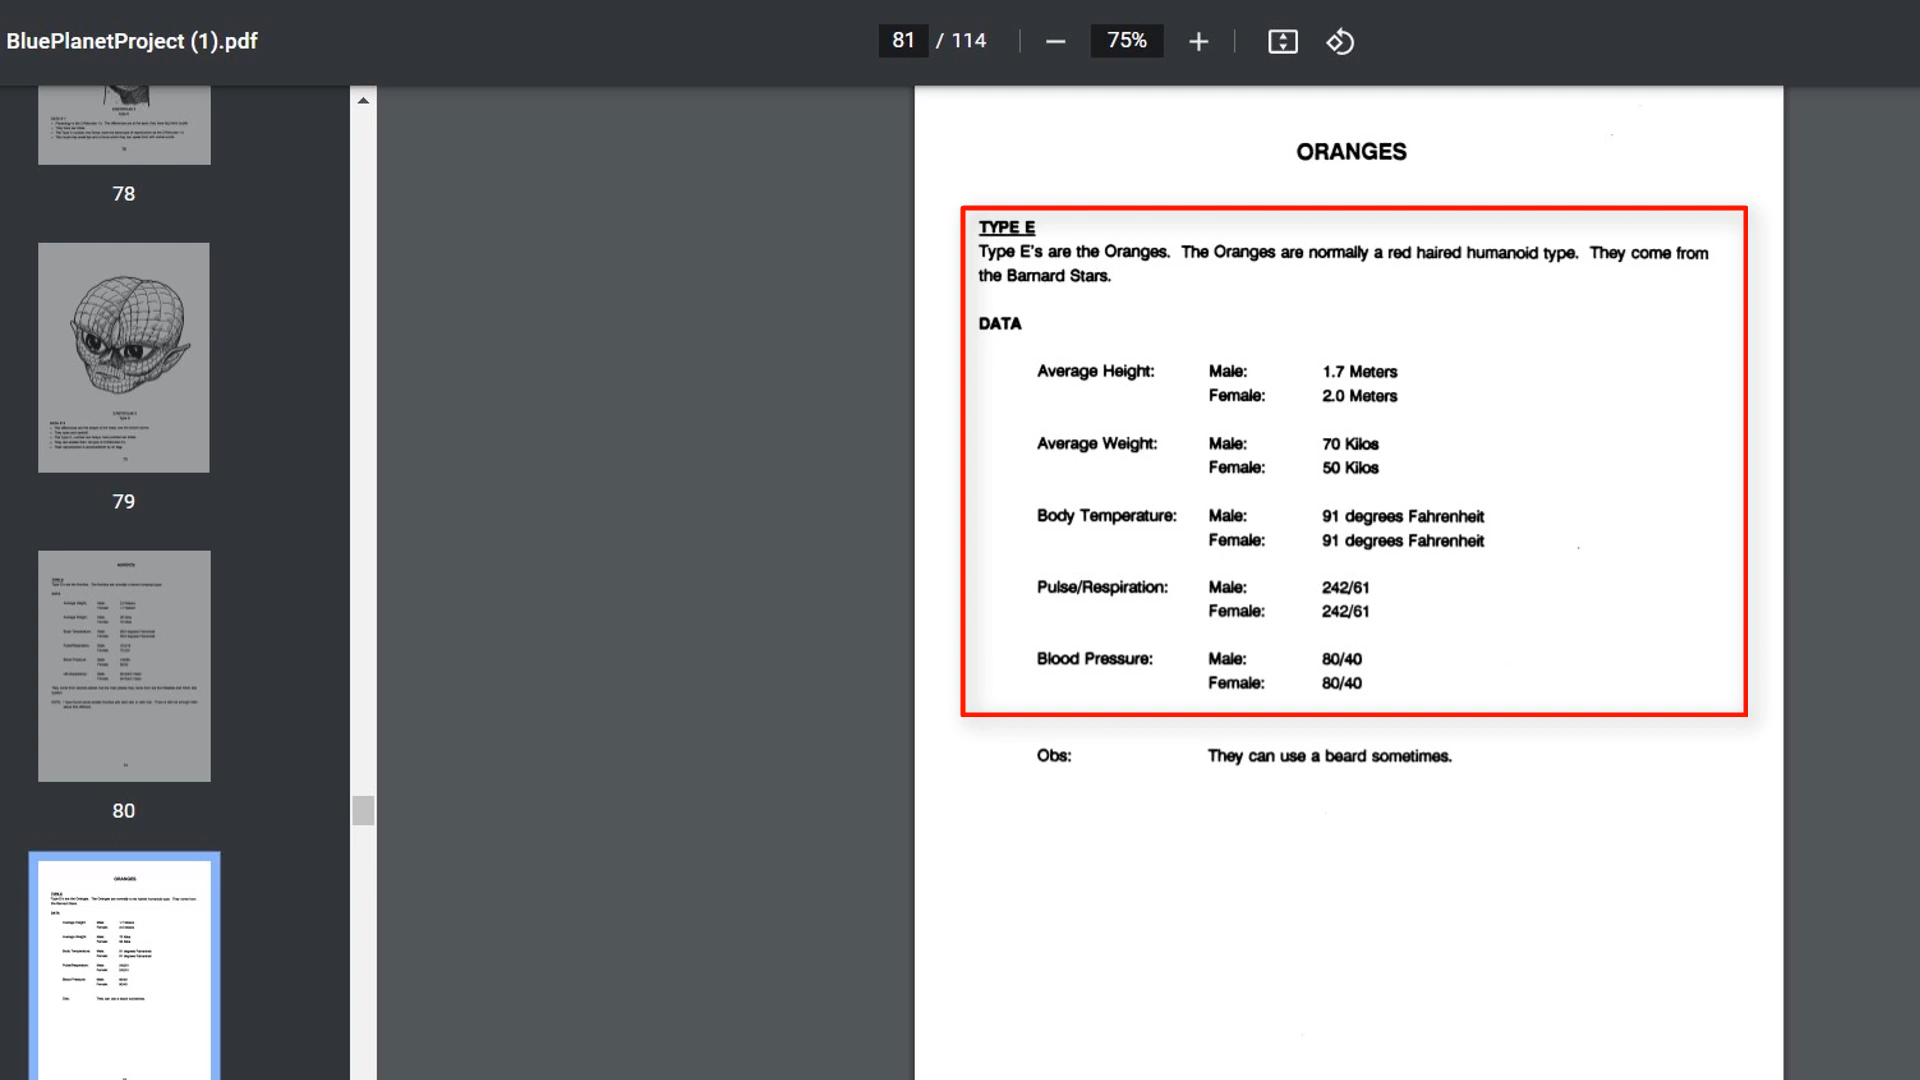 BluePlanetProject (1).pdf
81 / 114
75%
78
79
80
ORANGES
TYPE E
Type E's are the Oranges. The Oranges are normally a red haired humanoid type. They come from
the Barnard Stars.
DATA
Average Height: Male: 1.7 Meters
Female: 2.0 Meters
Average Weight: Male: 70 Kilos
Female: 50 Kilos
Body Temperature: Male: 91 degrees Fahrenheit
Female: 91 degrees Fahrenheit
Pulse/Respiration: Male: 242/61
Female: 242/61
Blood Pressure: Male: 80/40
Female: 80/40
Obs: They can use a beard sometimes.